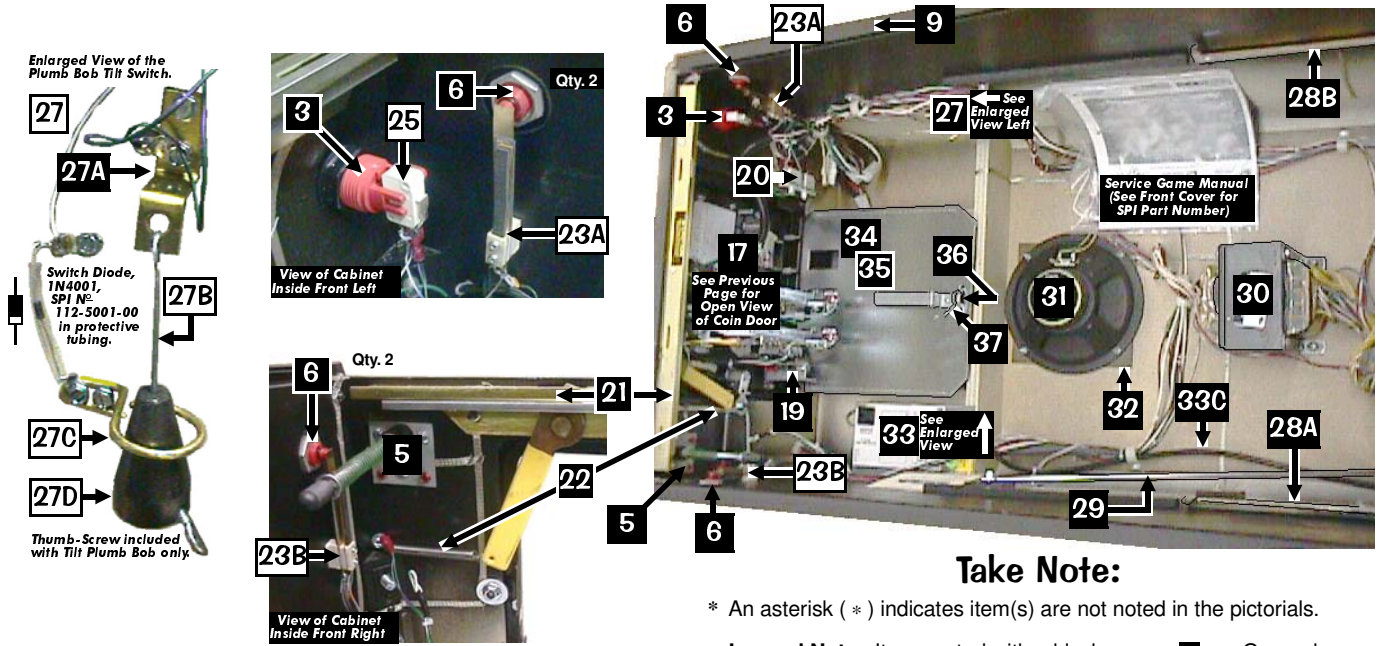 Enlarged View of the
Plumb Bob Tilt Switch.
27
27A
Switch Diode,
1N4001,
SPI №
112-5001-00
in protective
tubing.
27B
27C
27D
Thumb-Screw included
with Tilt Plumb Bob only.
3
25
6
Qty. 2
23A
View of Cabinet
Inside Front Left
Qty. 2
6
5
21
22
23B
View of Cabinet
Inside Front Right
6
23A
9
3
27
See
Enlarged
View Left
28B
20
Service Game Manual
(See Front Cover for
SPI Part Number)
17
See Previous
Page for
Open View
of Coin Door
34
35
36
37
31
30
19
32
33C
28A
33
See
Enlarged
View
23B
5
6
29
Take Note:
* An asterisk ( * ) indicates item(s) are not noted in the pictorials.